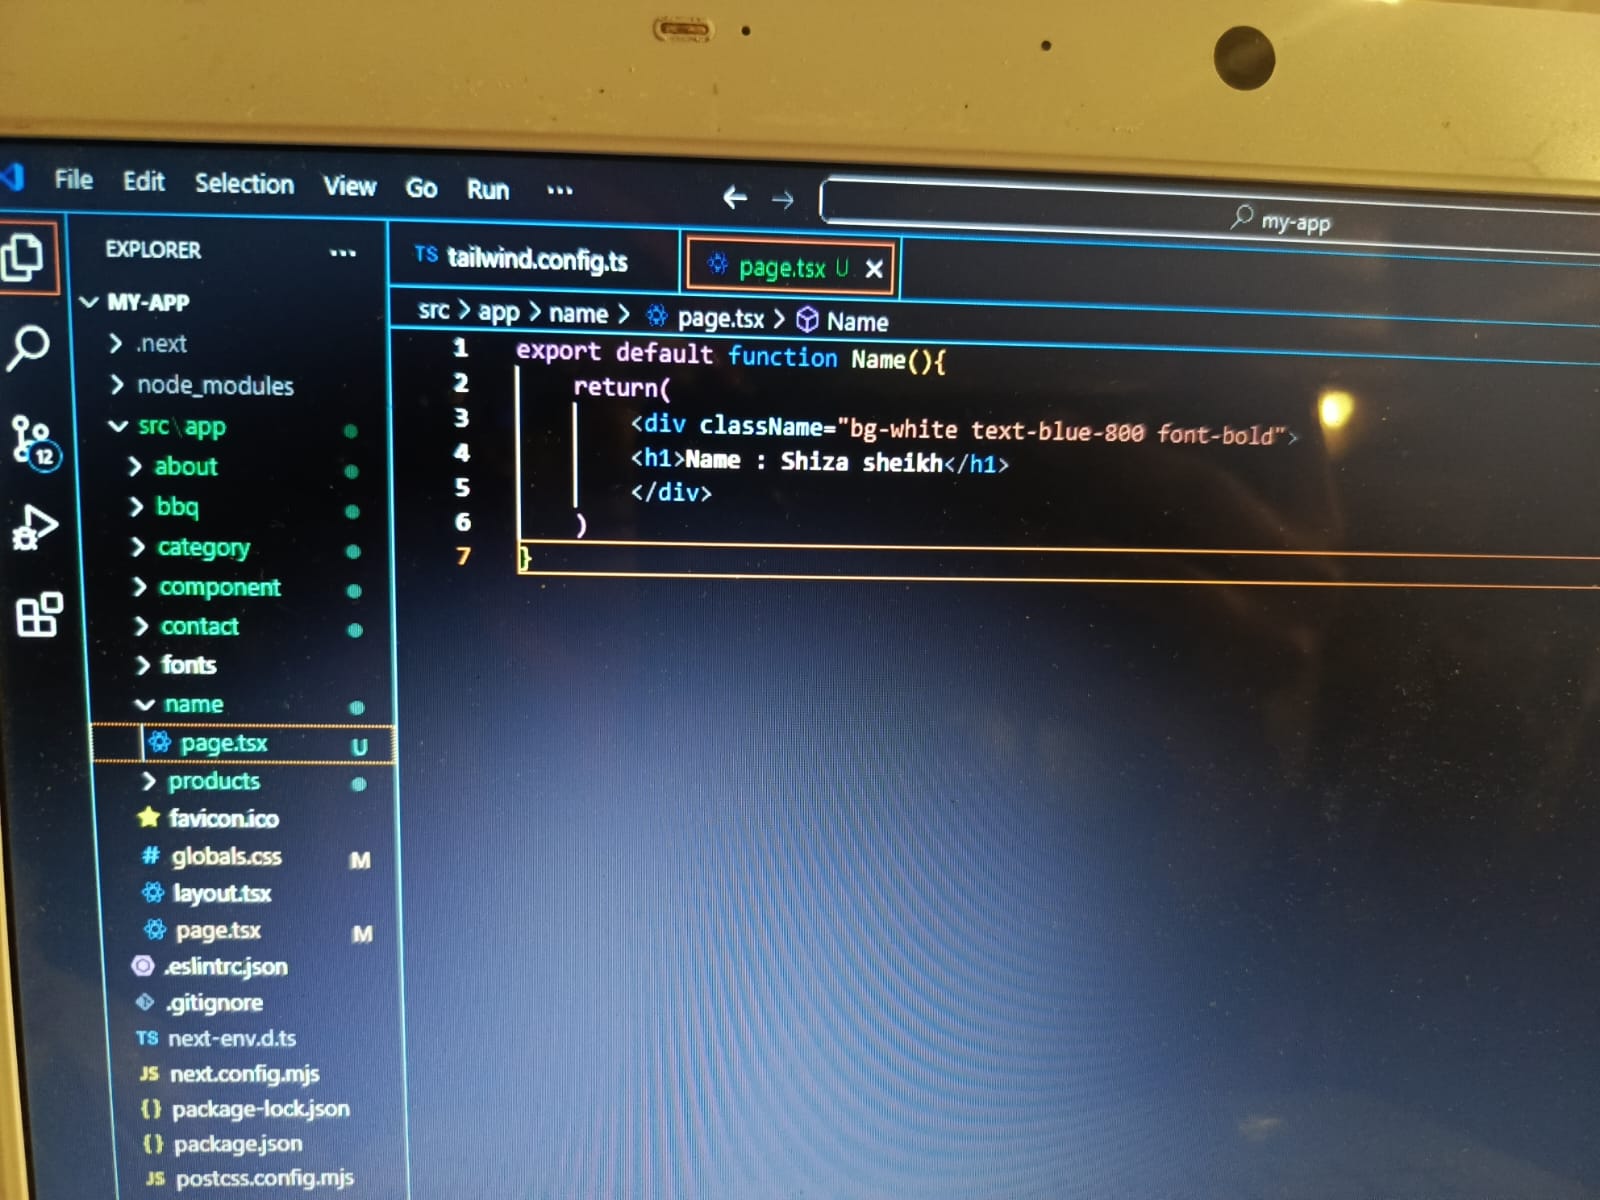 File Edit Selection View Go Run ...
my-app
EXPLORER ...
MY-APP
.next
node_modules
src\app
about
bbq
category
component
contact
fonts
name
page.tsx U
products
favicon.ico
globals.css M
layout.tsx
page.tsx M
.eslintrc.json
.gitignore
TS next-env.d.ts
JS next.config.mjs
{} package-lock.json
{} package.json
JS postcss.config.mjs
12
TS tailwind.config.ts
page.tsx U
src > app > name > page.tsx > Name
1 export default function Name(){
2 return(
3 <div className="bg-white text-blue-800 font-bold">
4 <h1>Name : Shiza sheikh</h1>
5 </div>
6 )
7 }